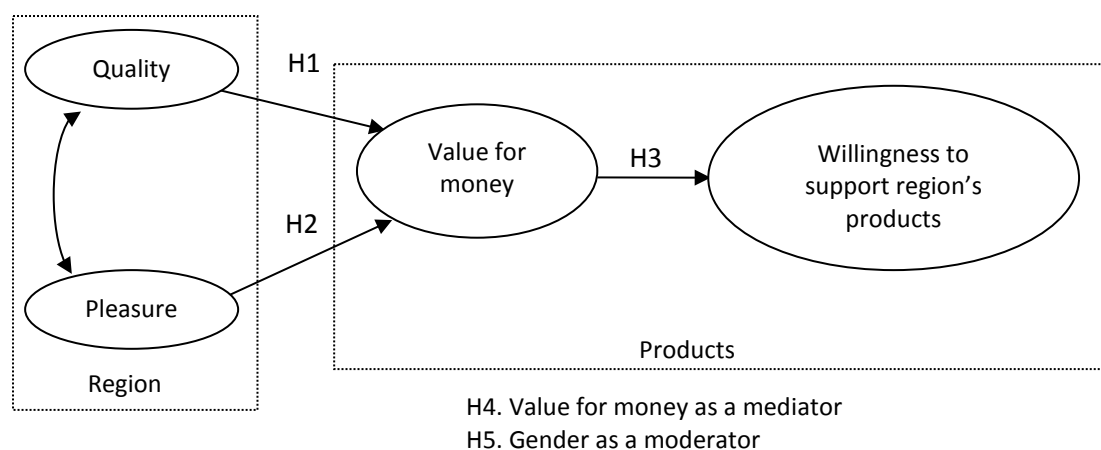 Quality
H1
Value for
money
H3
Willingness to
support region's
products
H2
Pleasure
Region
Products
H4. Value for money as a mediator
H5. Gender as a moderator